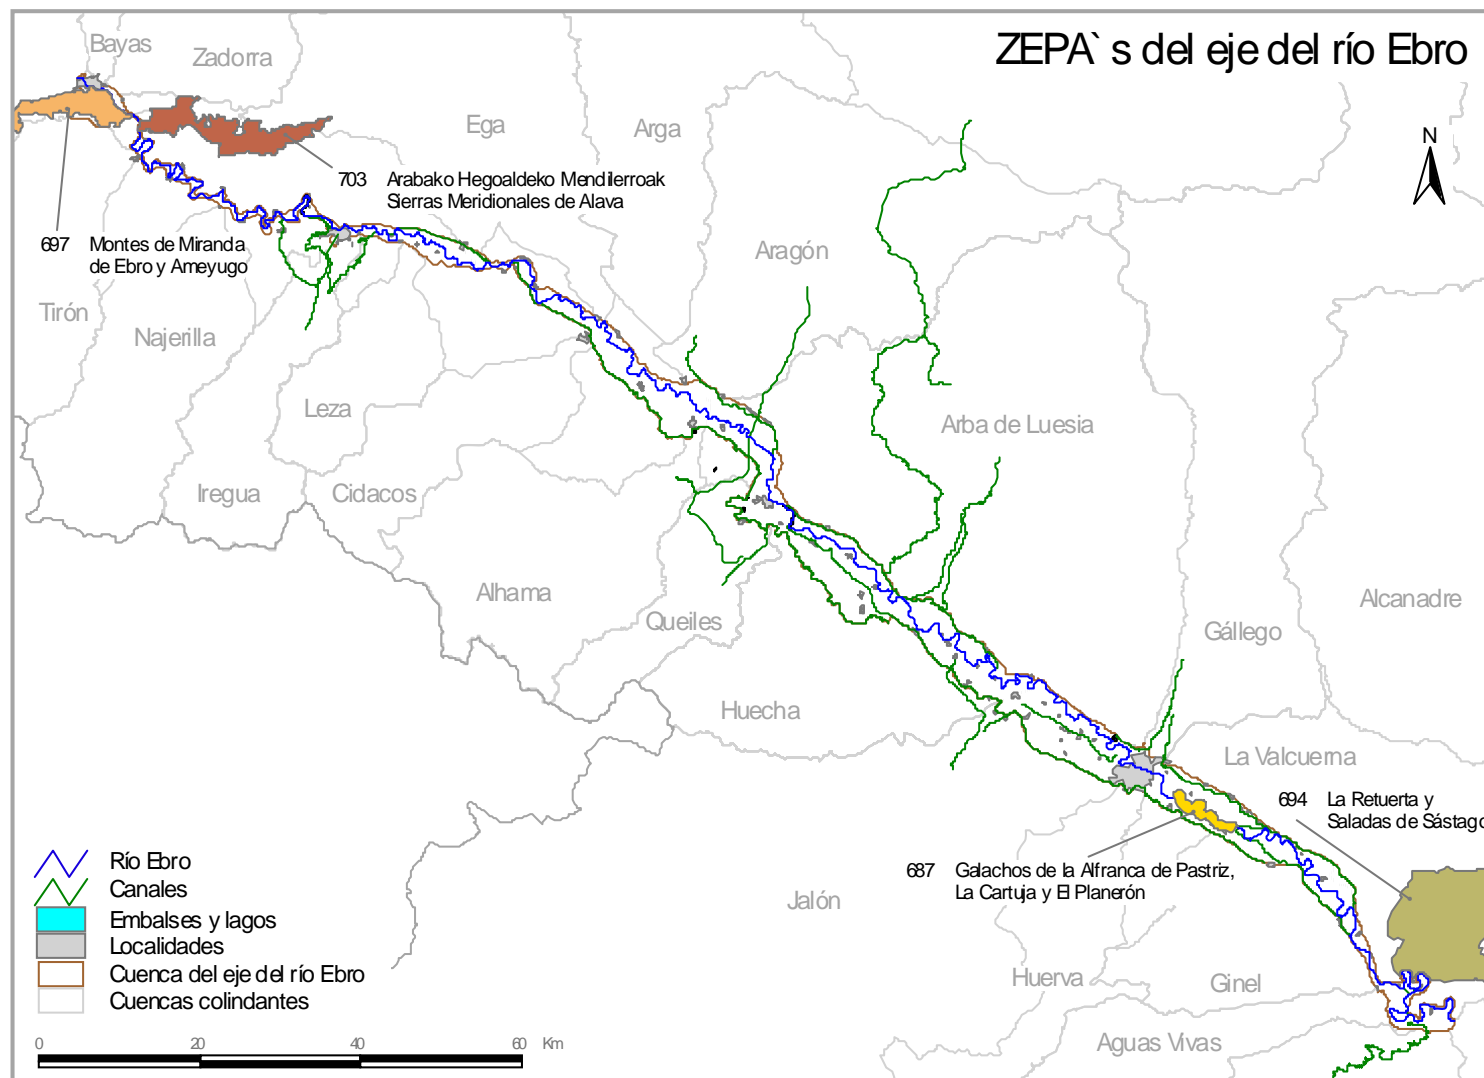 ZEPA`s del eje del río Ebro
Bayas
Zadorra
Ega
Arga
N
703 Arabako Hegoaldeko Mendilerroak
Sierras Meridionales de Alava
697 Montes de Miranda
de Ebro y Ameyugo
Aragón
Tirón
Najerilla
Leza
Arba de Luesia
Iregua
Cidacos
Alhama
Queiles
Alcanadre
Gállego
Huecha
La Valcuerna
694 La Retuerta y
Saladas de Sástago
687 Galachos de la Alfranca de Pastriz,
La Cartuja y El Planerón
Jalón
Huerva
Ginel
Aguas Vivas
Río Ebro
Canales
Embalses y lagos
Localidades
Cuenca del eje del río Ebro
Cuencas colindantes
0 20 40 60 Km